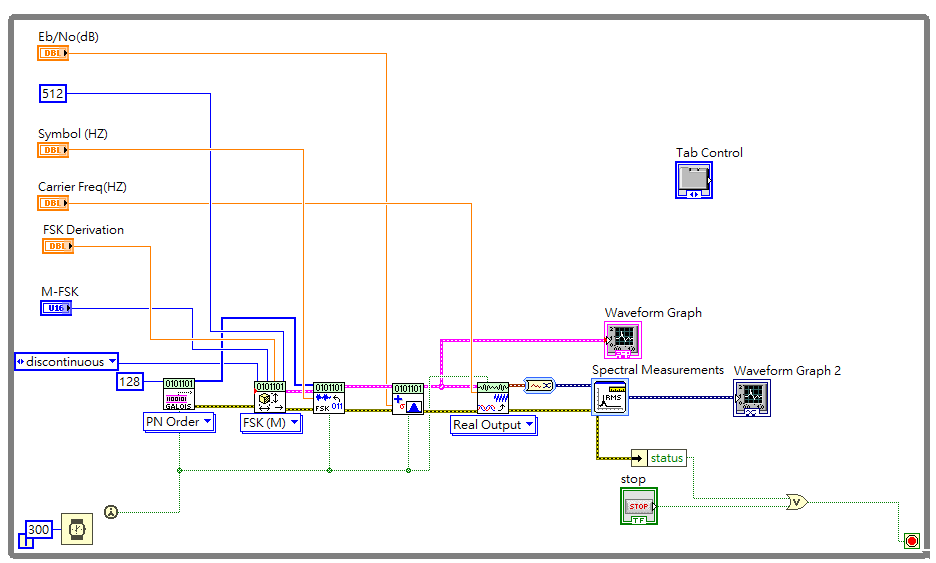 Eb/No(dB)
DBL
512
Symbol (HZ)
DBL
Tab Control
Carrier Freq(HZ)
DBL
FSK Derivation
DBL
M-FSK
U16
Waveform Graph
discontinuous
Spectral Measurements
Waveform Graph 2
128
0101101
GALOIS
0101101
0101101
FSK 011
0101101
RMS
PN Order
FSK (M)
Real Output
status
stop
STOP
TF
V
300
i